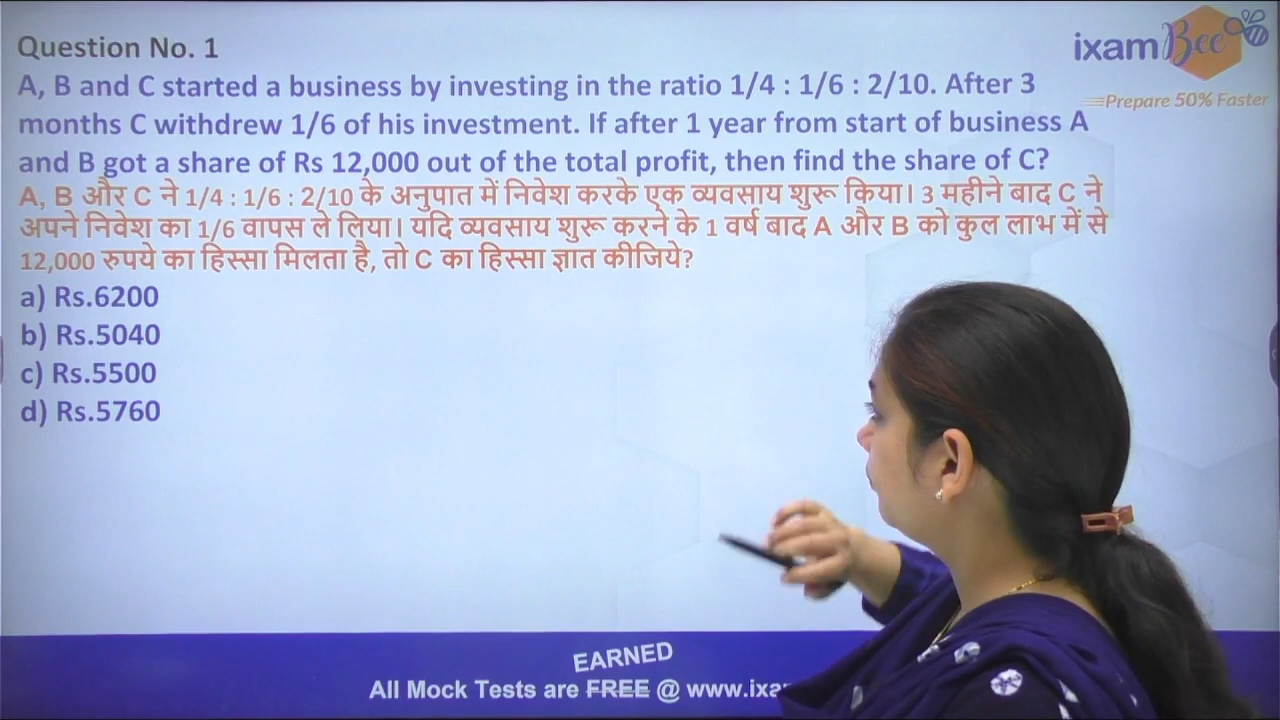 Question No. 1
ixamBee
Prepare 50% Faster
A, B and C started a business by investing in the ratio 1/4 : 1/6 : 2/10. After 3
months C withdrew 1/6 of his investment. If after 1 year from start of business A
and B got a share of Rs 12,000 out of the total profit, then find the share of C?
A, B और C ने 1/4 : 1/6 : 2/10 के अनुपात में निवेश करके एक व्यवसाय शुरू किया। 3 महीने बाद C ने
अपने निवेश का 1/6 वापस ले लिया। यदि व्यवसाय शुरू करने के 1 वर्ष बाद A और B को कुल लाभ में से
12,000 रुपये का हिस्सा मिलता है, तो C का हिस्सा ज्ञात कीजिये?
a) Rs.6200
b) Rs.5040
c) Rs.5500
d) Rs.5760
EARNED
All Mock Tests are FREE @ www.ixa